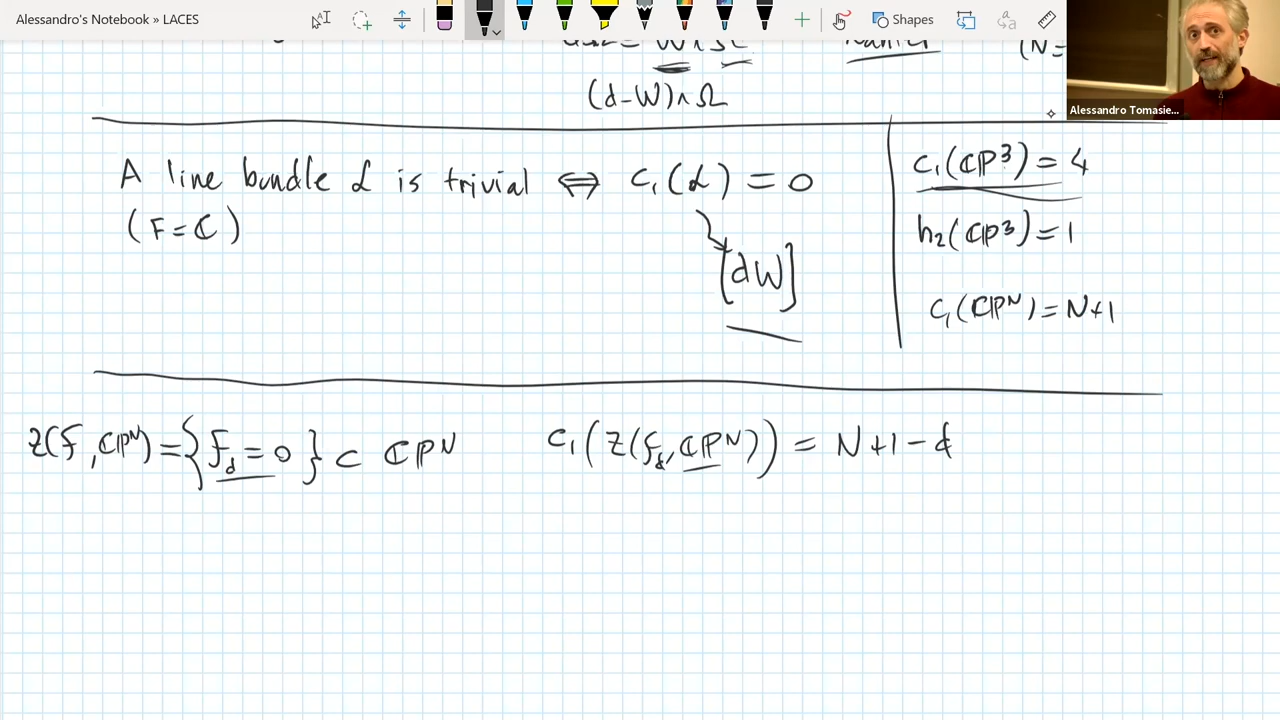 Alessandro's Notebook » LACES
Shapes
Alessandro Tomasie...
(N=
(d-W)∧Ω
A line bundle L is trivial ⇔ c₁(L) = 0
(F=ℂ)
[dW]
c₁(ℂP³) = 4
h₂(ℂP³) = 1
c₁(ℂPᴺ) = N+1
Z(f, ℂPᴺ) = {f_d = 0} ⊂ ℂPᴺ
c₁(Z(f_d, ℂPᴺ)) = N+1-d